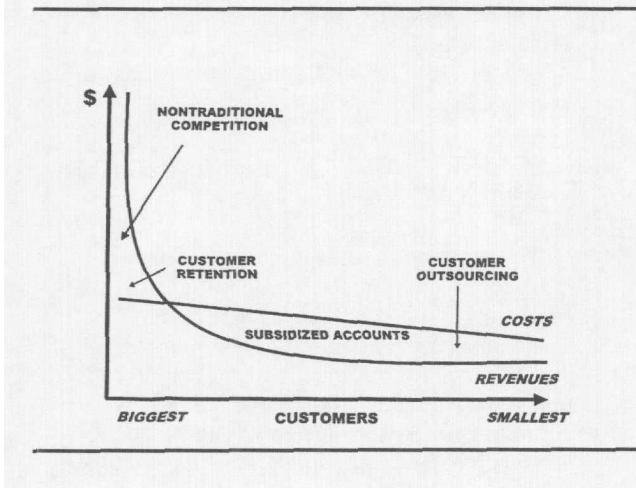 $
NONTRADITIONAL
COMPETITION
CUSTOMER
RETENTION
CUSTOMER
OUTSOURCING
COSTS
SUBSIDIZED ACCOUNTS
REVENUES
BIGGEST
CUSTOMERS
SMALLEST